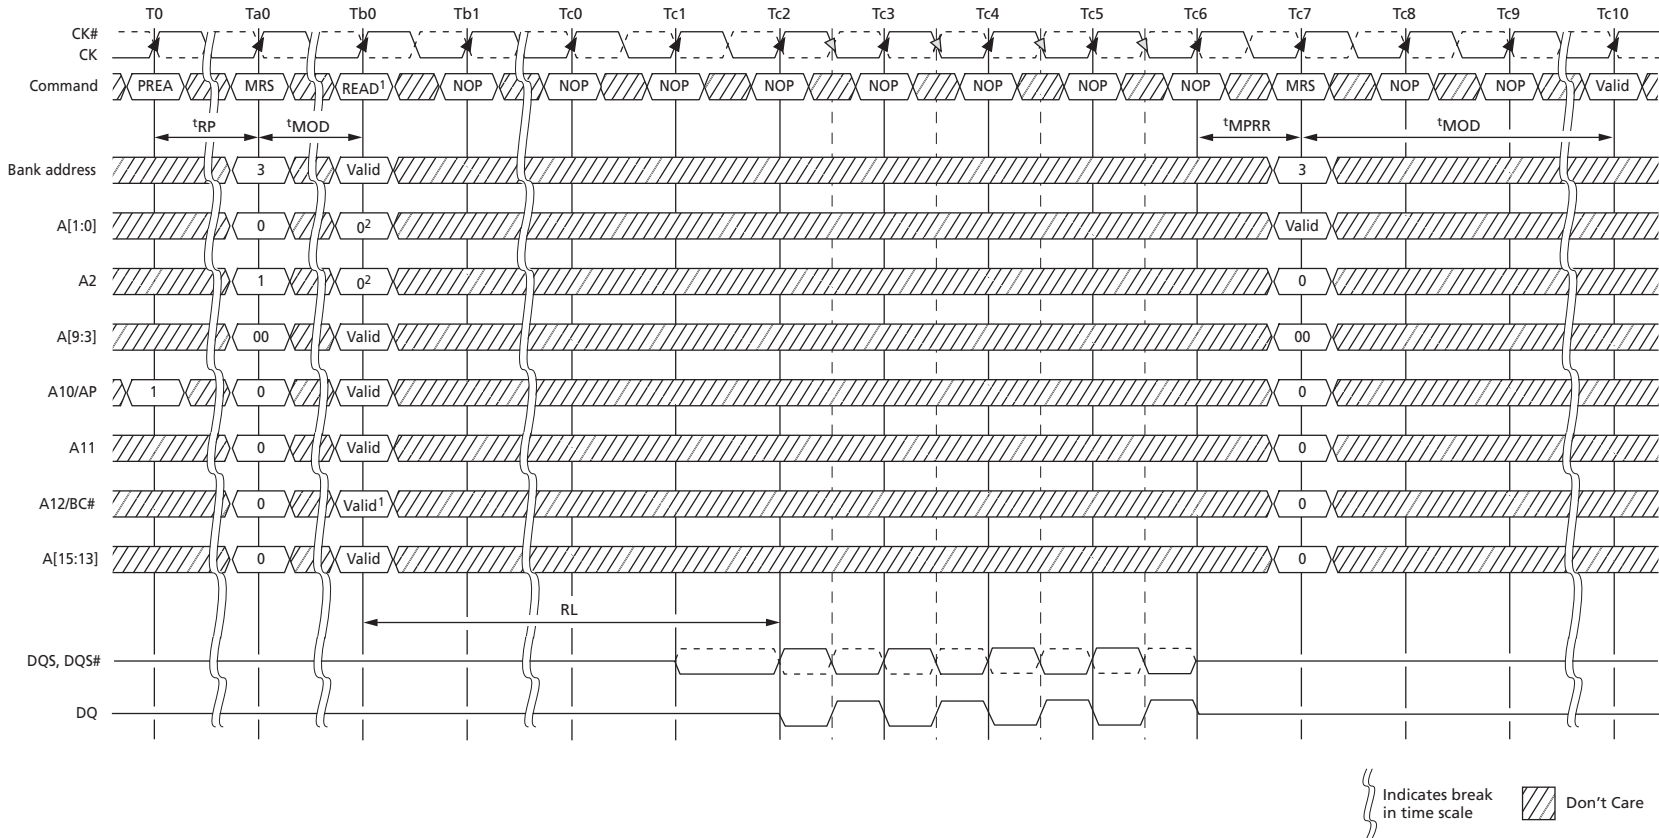 T0 Ta0 Tb0 Tb1 Tc0 Tc1 Tc2 Tc3 Tc4 Tc5 Tc6 Tc7 Tc8 Tc9 Tc10
CK#
CK
Command PREA MRS READ¹ NOP NOP NOP NOP NOP NOP NOP NOP MRS NOP NOP Valid
ᵗRP ᵗMOD ᵗMPRR ᵗMOD
Bank address 3 Valid 3
A[1:0] 0 0² Valid
A2 1 0² 0
A[9:3] 00 Valid 00
A10/AP 1 0 Valid 0
A11 0 Valid 0
A12/BC# 0 Valid¹ 0
A[15:13] 0 Valid 0
RL
DQS, DQS#
DQ
Indicates break
in time scale
Don't Care